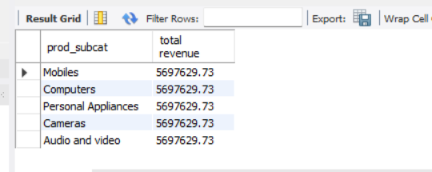 Result Grid Filter Rows: Export: Wrap Cell
prod_subcat total revenue
Mobiles 5697629.73
Computers 5697629.73
Personal Appliances 5697629.73
Cameras 5697629.73
Audio and video 5697629.73